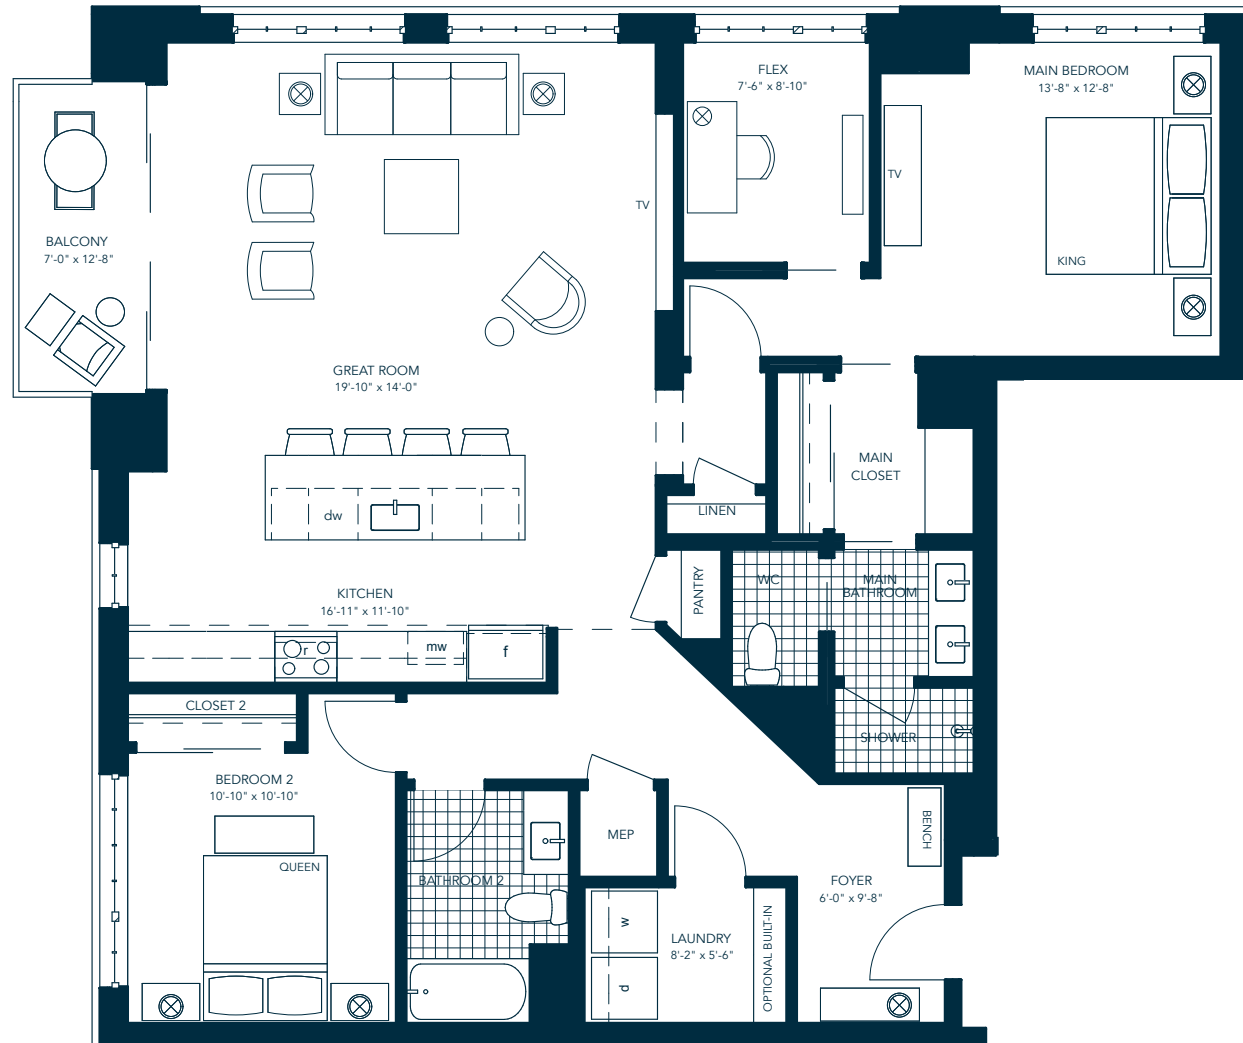 FLEX
7'-6" x 8'-10"
MAIN BEDROOM
13'-8" x 12'-8"
TV
TV
KING
BALCONY
7'-0" x 12'-8"
GREAT ROOM
19'-10" x 14'-0"
MAIN
CLOSET
LINEN
dw
KITCHEN
16'-11" x 11'-10"
PANTRY
WC
MAIN
BATHROOM
r
mw
f
CLOSET 2
SHOWER
BEDROOM 2
10'-10" x 10'-10"
QUEEN
MEP
BENCH
BATHROOM 2
FOYER
6'-0" x 9'-8"
w
d
LAUNDRY
8'-2" x 5'-6"
OPTIONAL BUILT-IN